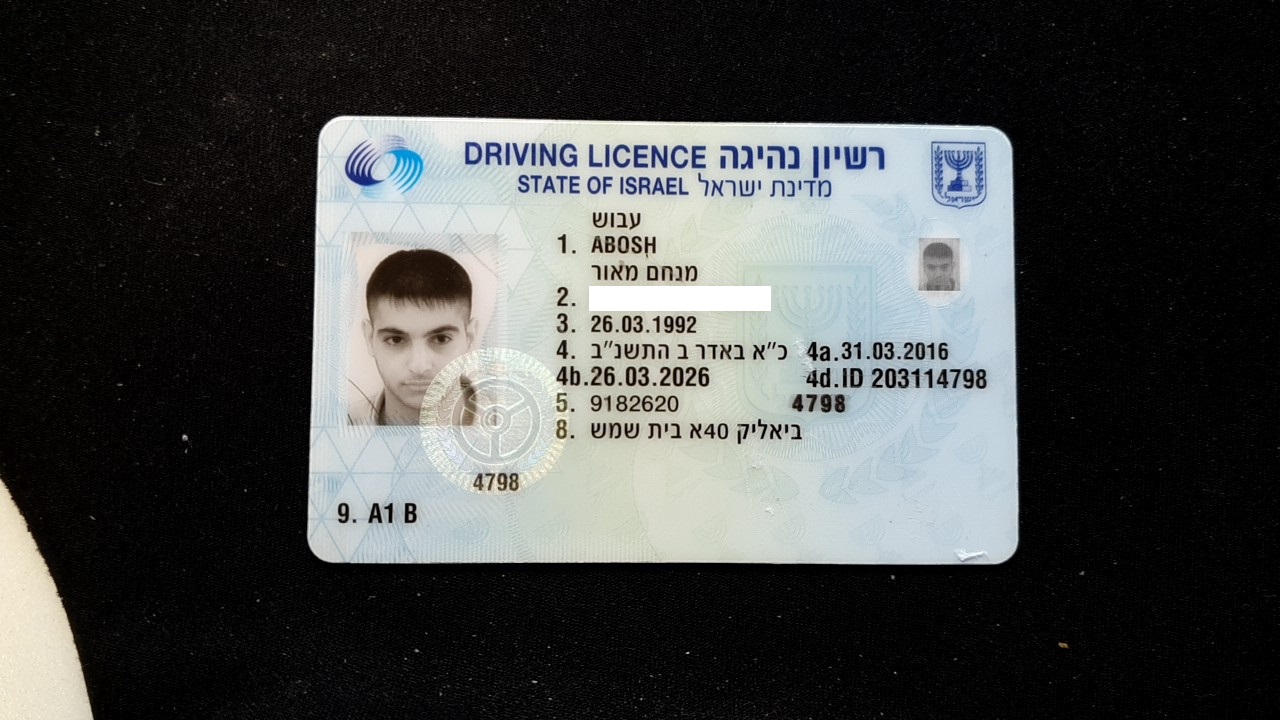 DRIVING LICENCE רשיון נהיגה
STATE OF ISRAEL מדינת ישראל
עבוש
1. ABOSH
מנחם מאור
2.
3. 26.03.1992
4. כ"א באדר ב התשנ"ב 4a.31.03.2016
4b.26.03.2026 4d.ID 203114798
5. 9182620 4798
8. ביאליק 40א בית שמש
4798
9. A1 B
ישראל